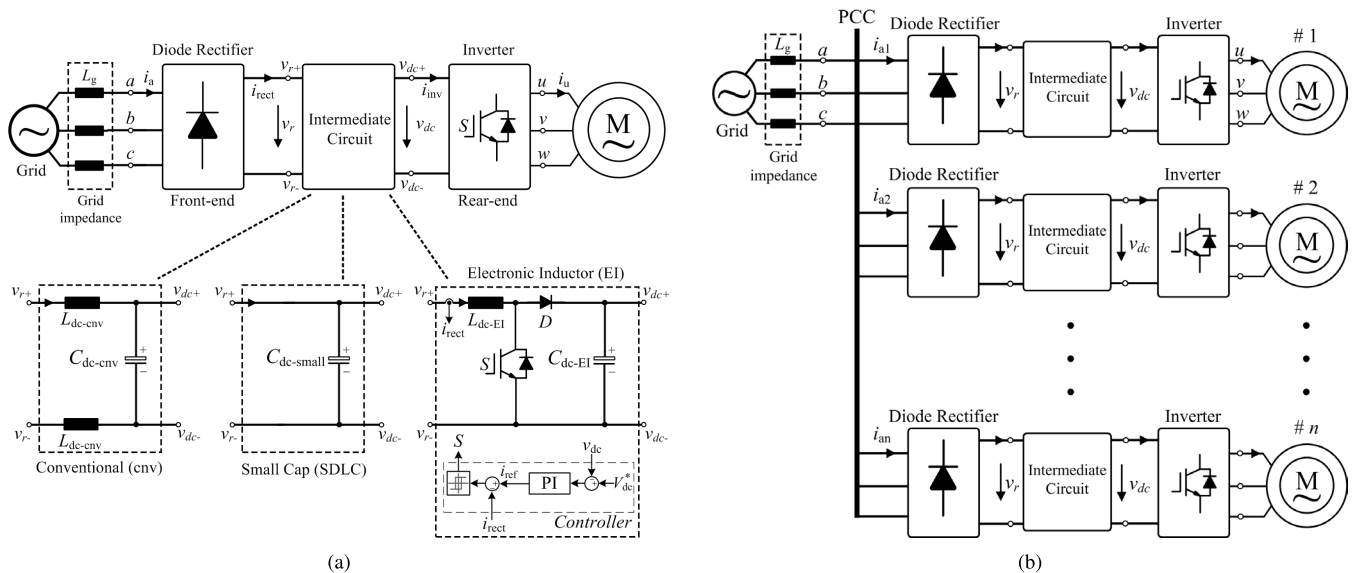 Diode Rectifier
Inverter
Lg
a
ia
b
c
Grid
Grid
impedance
Front-end
vr+
irect
vr
vr-
Intermediate
Circuit
vdc+
iinv
vdc
vdc-
S
Rear-end
u
iu
v
w
M
vr+
vdc+
Ldc-cnv
Cdc-cnv
+
−
vr-
Ldc-cnv
vdc-
Conventional (cnv)
vr+
vdc+
Cdc-small
+
−
vr-
vdc-
Small Cap (SDLC)
Electronic Inductor (EI)
vr+
irect
Ldc-EI
D
vdc+
S
Cdc-EI
+
−
vr-
vdc-
S
vdc
iref
PI
V*dc
irect
Controller
(a)
PCC
Lg
a
b
c
Grid
Grid
impedance
ia1
Diode Rectifier
vr
Intermediate
Circuit
vdc
Inverter
u
v
w
# 1
M
ia2
Diode Rectifier
vr
Intermediate
Circuit
vdc
Inverter
# 2
M
ian
Diode Rectifier
vr
Intermediate
Circuit
vdc
Inverter
# n
M
(b)